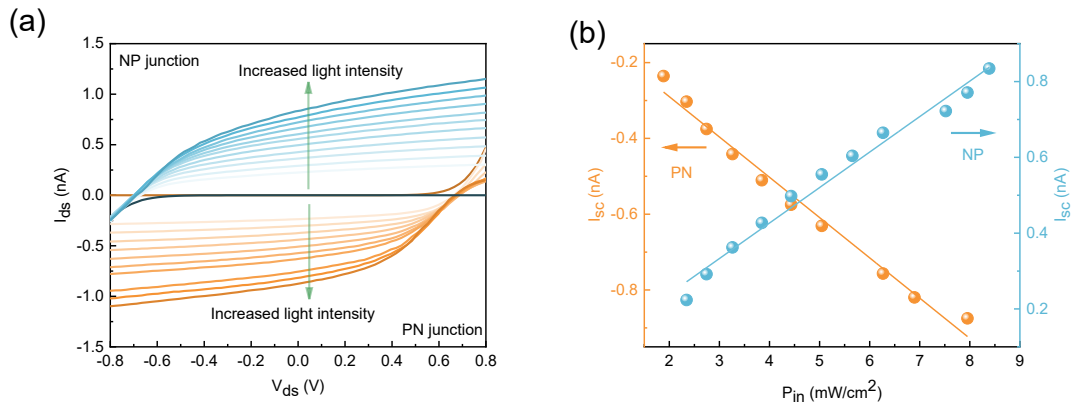 (a)
NP junction
Increased light intensity
Increased light intensity
PN junction
1.5
1.0
0.5
0.0
-0.5
-1.0
-1.5
I_ds (nA)
-0.8 -0.6 -0.4 -0.2 0.0 0.2 0.4 0.6 0.8
V_ds (V)
(b)
-0.2
-0.4
-0.6
-0.8
I_sc (nA)
PN
NP
0.8
0.6
0.4
0.2
I_sc (nA)
2 3 4 5 6 7 8 9
P_in (mW/cm²)